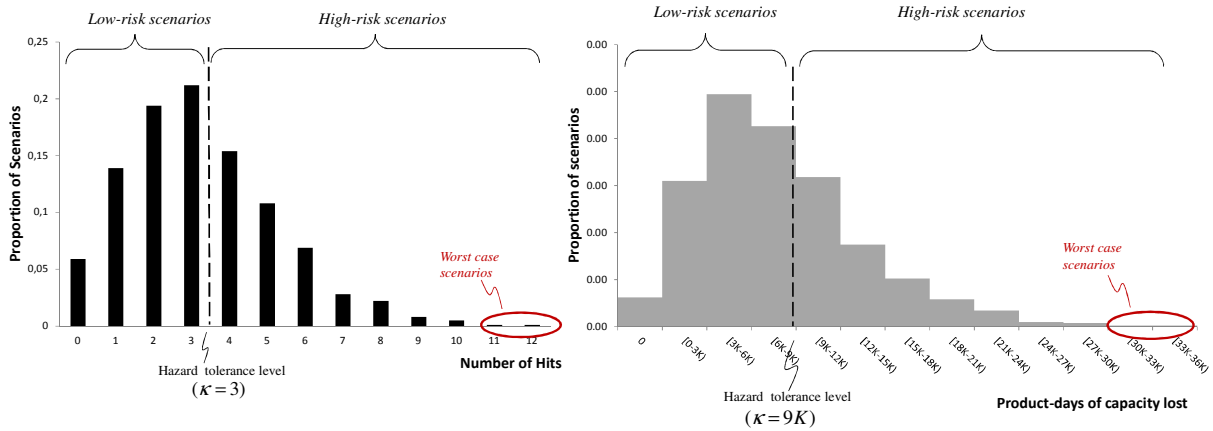 Low-risk scenarios
High-risk scenarios
0,25
0,2
0,15
0,1
0,05
0
Proportion of Scenarios
0 1 2 3 4 5 6 7 8 9 10 11 12
Number of Hits
Worst case
scenarios
Hazard tolerance level
(κ = 3)
Low-risk scenarios
High-risk scenarios
0.00
0.00
0.00
0.00
0.00
0.00
0.00
Proportion of scenarios
0 [0-3K) [3K-6K) [6K-9K) [9K-12K) [12K-15K) [15K-18K) [18K-21K) [21K-24K) [24K-27K) [27K-30K) [30K-33K) [33K-36K)
Product-days of capacity lost
Worst case
scenarios
Hazard tolerance level
(κ = 9K)